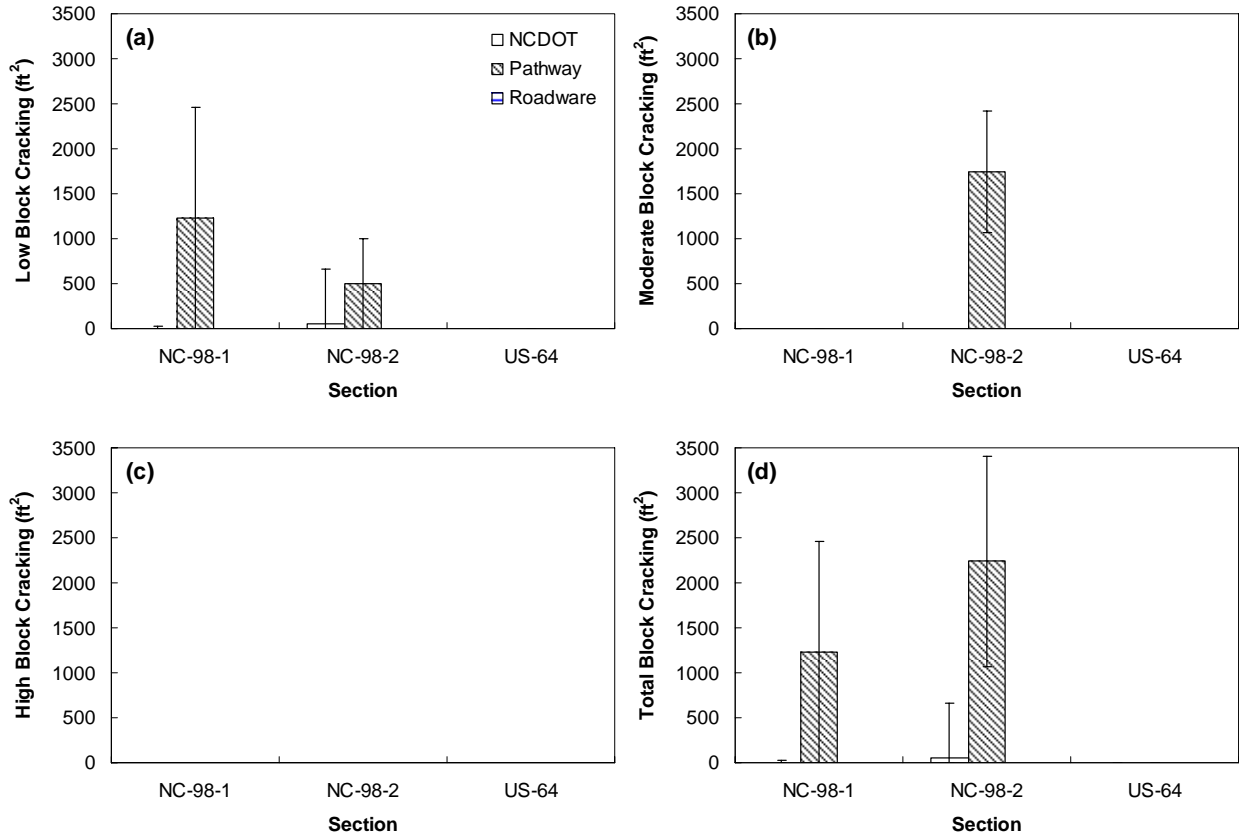 (a)
NCDOT
Pathway
Roadware
Low Block Cracking (ft²)
3500
3000
2500
2000
1500
1000
500
0
NC-98-1 NC-98-2 US-64
Section
(b)
Moderate Block Cracking (ft²)
3500
3000
2500
2000
1500
1000
500
0
NC-98-1 NC-98-2 US-64
Section
(c)
High Block Cracking (ft²)
3500
3000
2500
2000
1500
1000
500
0
NC-98-1 NC-98-2 US-64
Section
(d)
Total Block Cracking (ft²)
3500
3000
2500
2000
1500
1000
500
0
NC-98-1 NC-98-2 US-64
Section